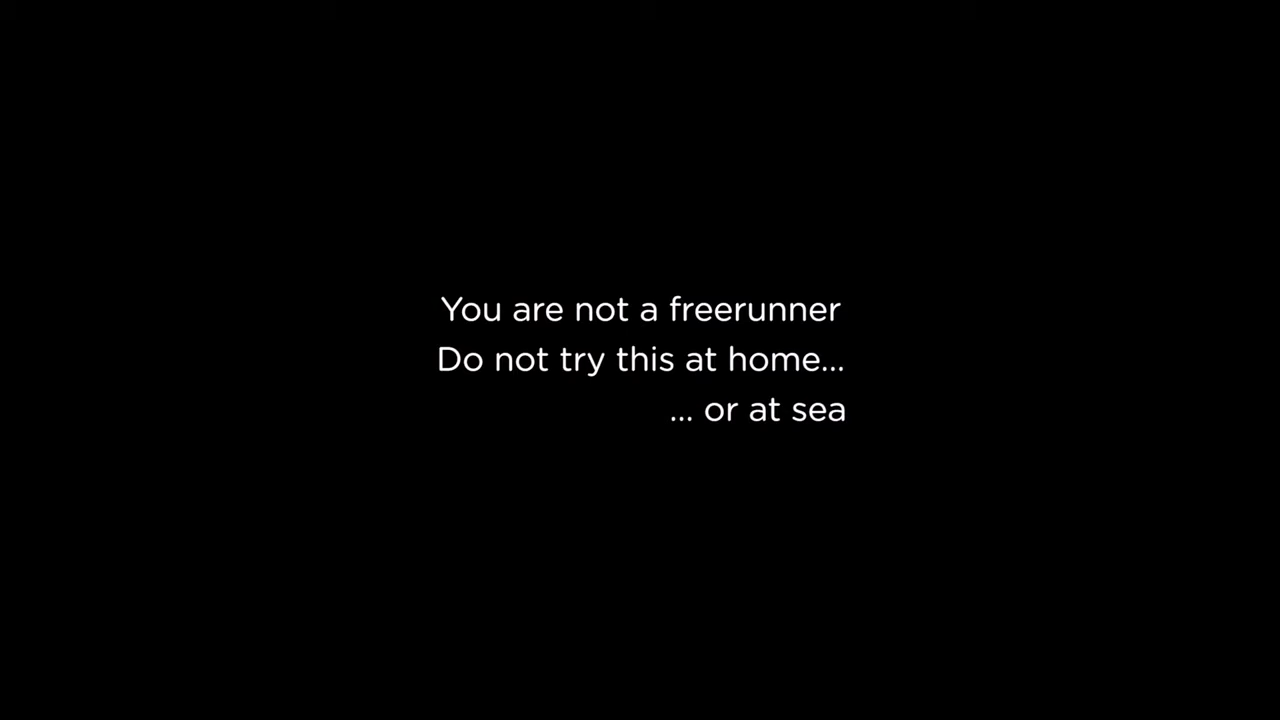 You are not a freerunner
Do not try this at home...
... or at sea